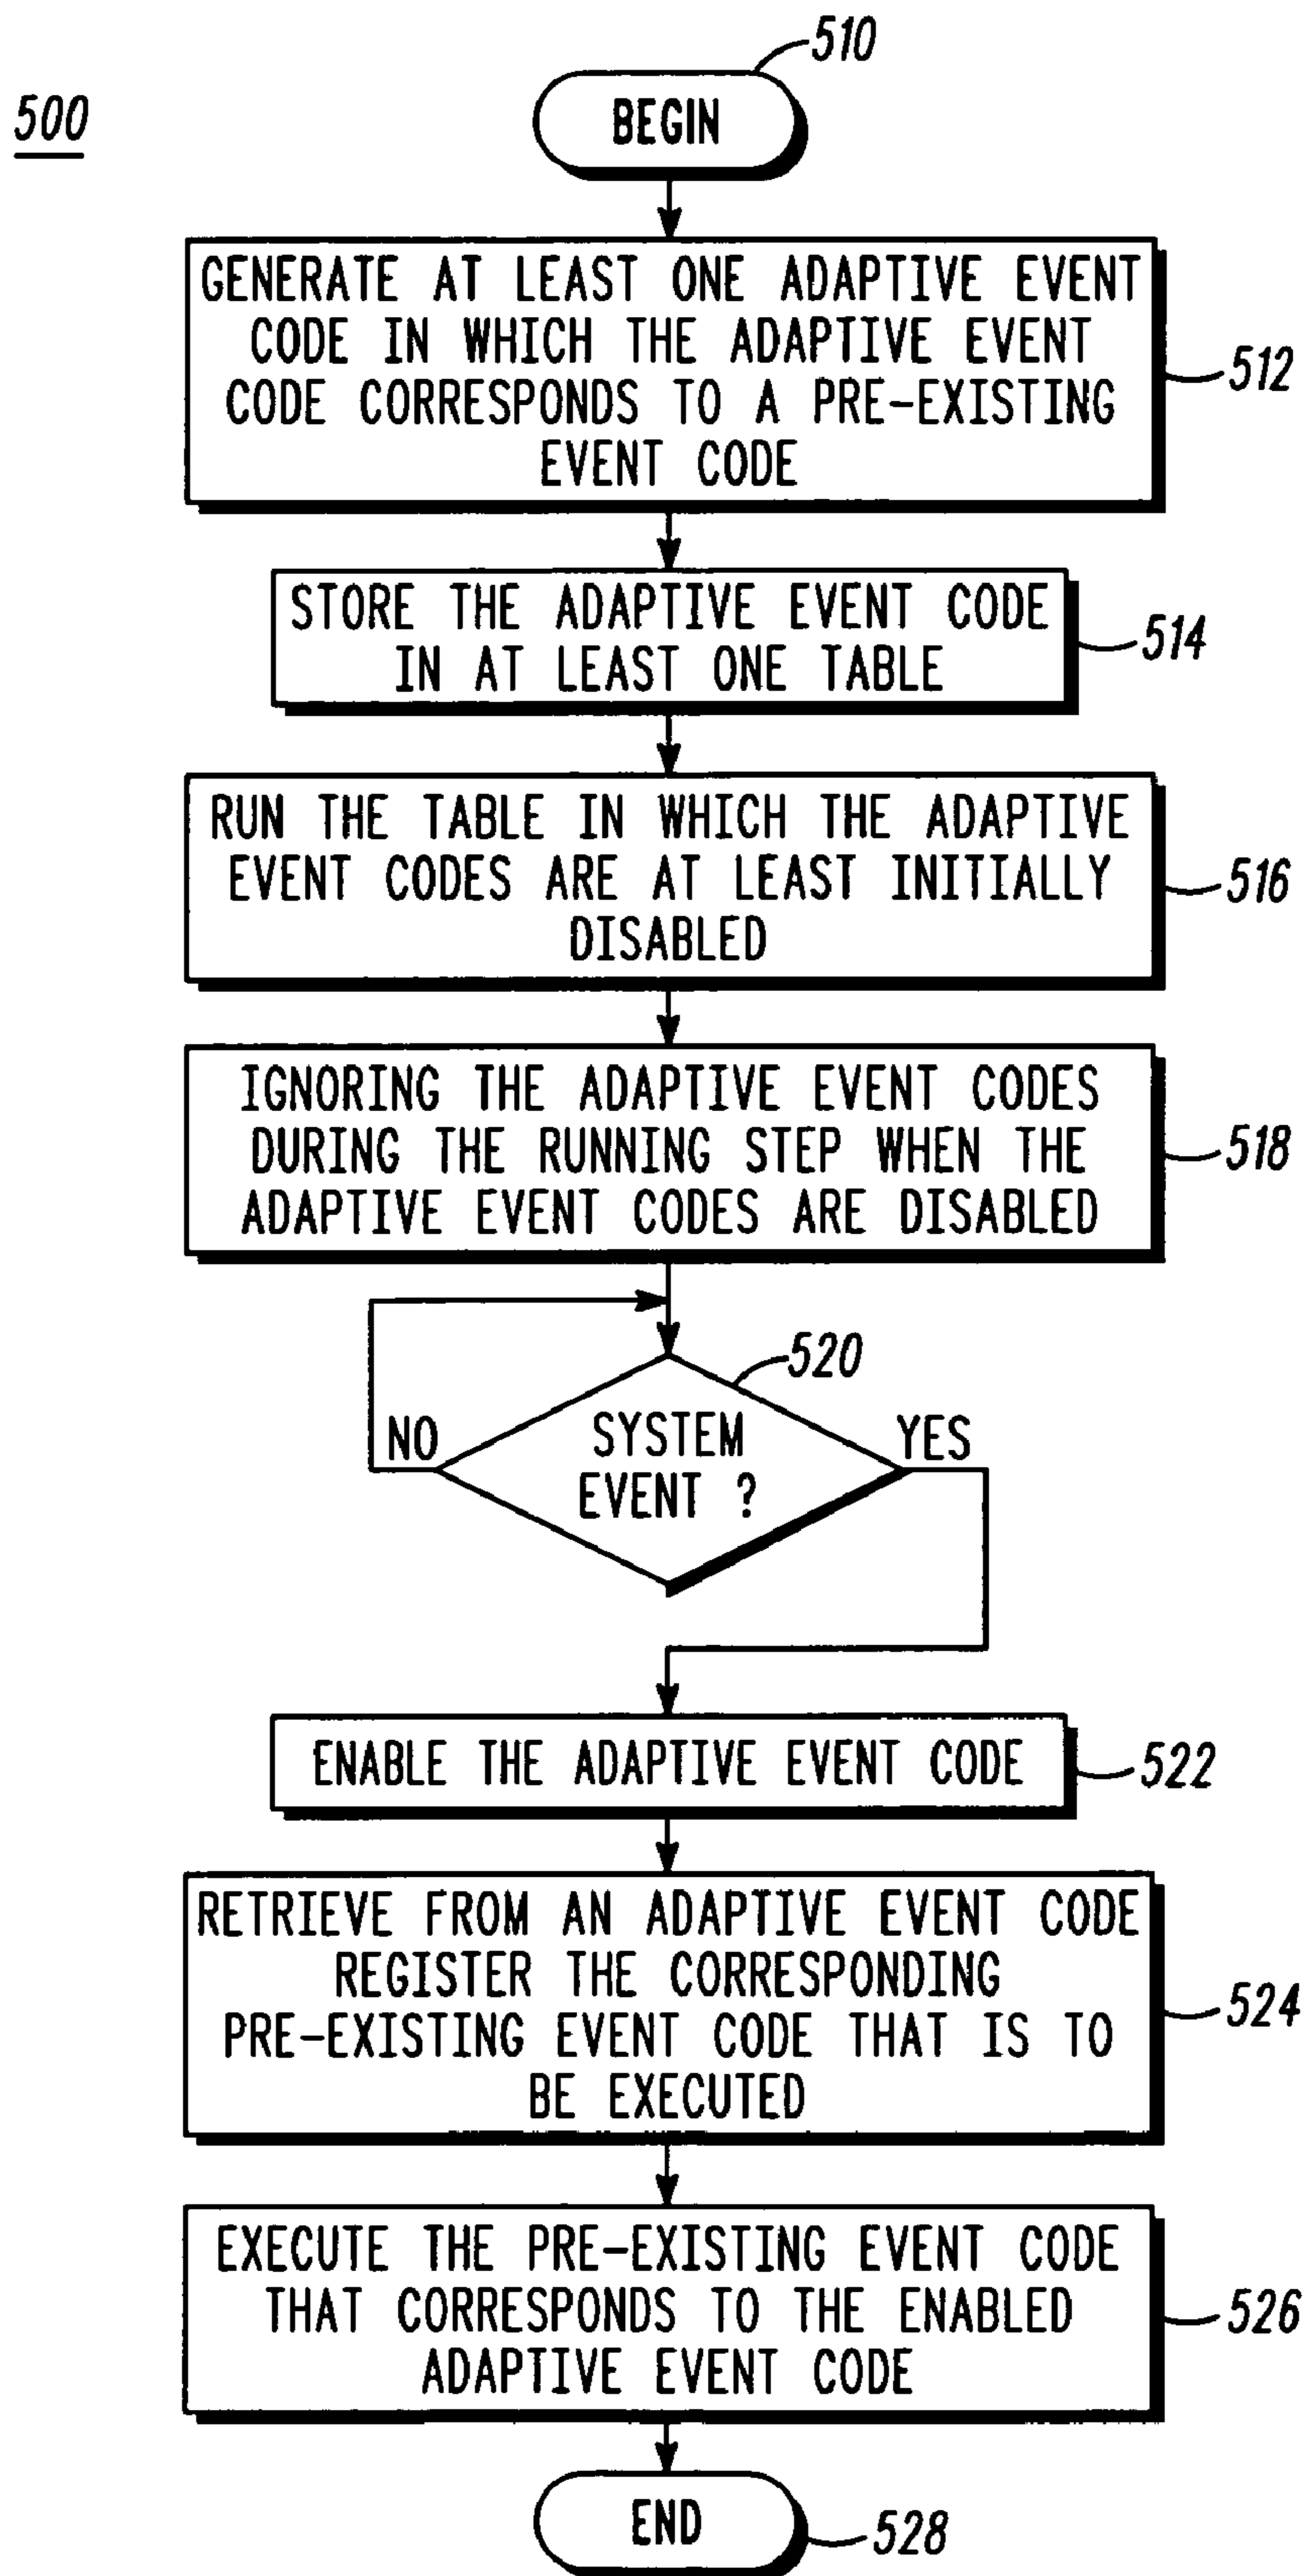 500
510
BEGIN
GENERATE AT LEAST ONE ADAPTIVE EVENT
CODE IN WHICH THE ADAPTIVE EVENT
CODE CORRESPONDS TO A PRE-EXISTING
EVENT CODE
512
STORE THE ADAPTIVE EVENT CODE
IN AT LEAST ONE TABLE
514
RUN THE TABLE IN WHICH THE ADAPTIVE
EVENT CODES ARE AT LEAST INITIALLY
DISABLED
516
IGNORING THE ADAPTIVE EVENT CODES
DURING THE RUNNING STEP WHEN THE
ADAPTIVE EVENT CODES ARE DISABLED
518
520
NO
SYSTEM
EVENT ?
YES
ENABLE THE ADAPTIVE EVENT CODE
522
RETRIEVE FROM AN ADAPTIVE EVENT CODE
REGISTER THE CORRESPONDING
PRE-EXISTING EVENT CODE THAT IS TO
BE EXECUTED
524
EXECUTE THE PRE-EXISTING EVENT CODE
THAT CORRESPONDS TO THE ENABLED
ADAPTIVE EVENT CODE
526
END
528